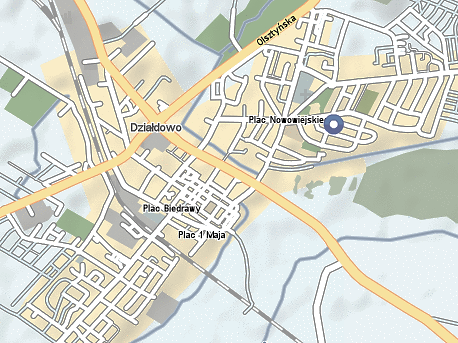 Olsztyńska
Plac Nowowiejskie
Działdowo
Plac Biedrawy
Plac 1 Maja